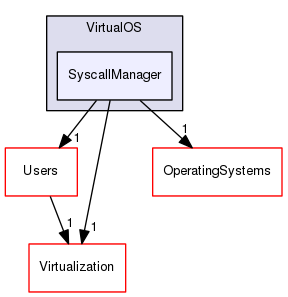 VirtualOS
SyscallManager
1
1
Users
OperatingSystems
1
1
Virtualization